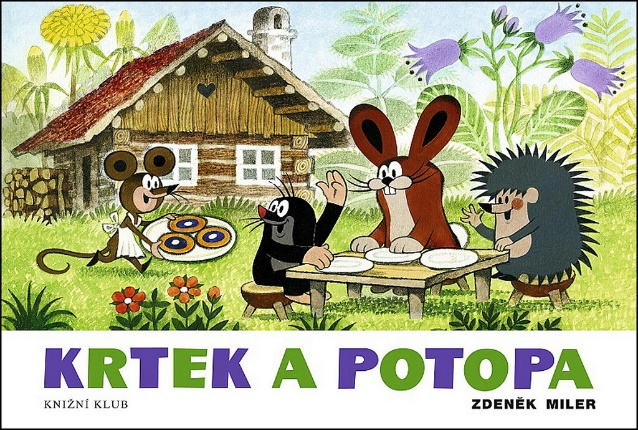 KRTEK A POTOPA
KNIŽNÍ KLUB
ZDENĚK MILER